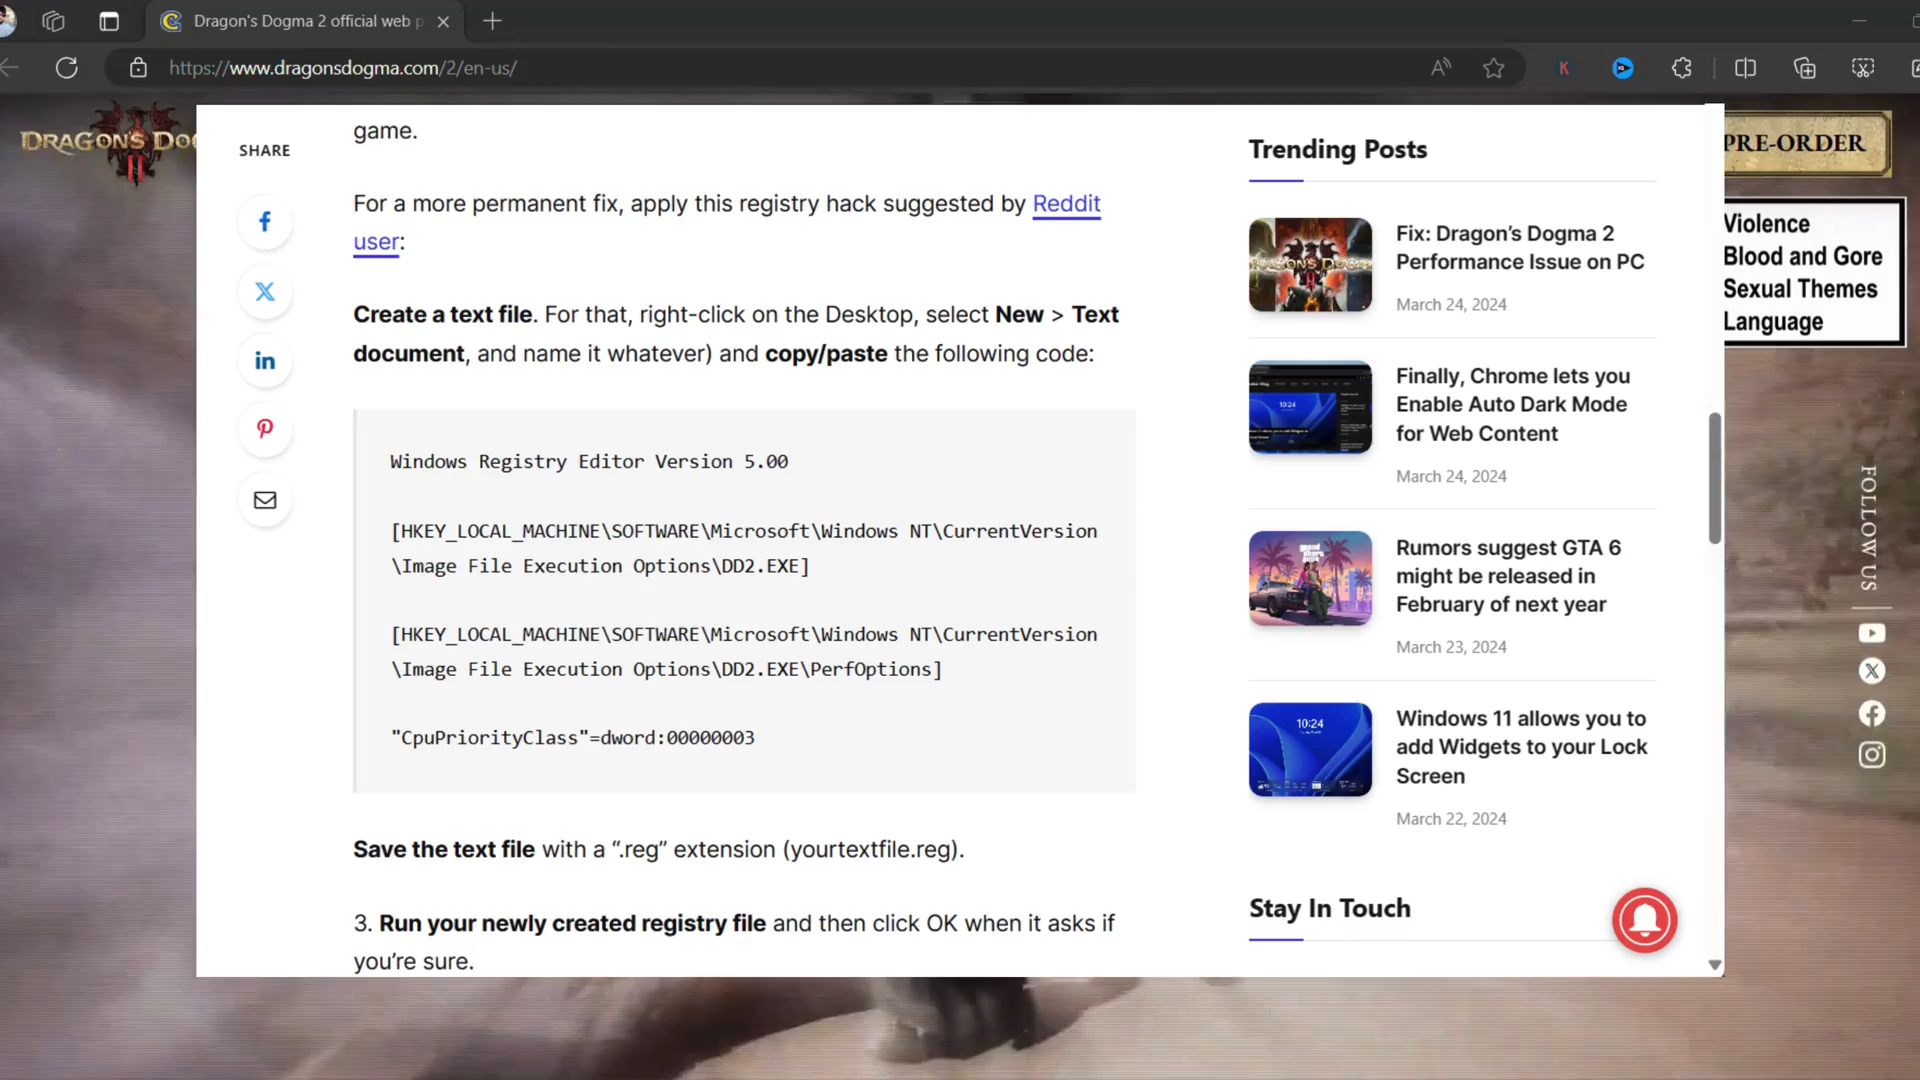 Dragon's Dogma 2 official web p
https://www.dragonsdogma.com/2/en-us/
DRAGON'S DO
II
PRE-ORDER
Violence
Blood and Gore
Sexual Themes
Language
FOLLOW US
SHARE
game.
For a more permanent fix, apply this registry hack suggested by Reddit
user:
Create a text file. For that, right-click on the Desktop, select New > Text
document, and name it whatever) and copy/paste the following code:
Windows Registry Editor Version 5.00
[HKEY_LOCAL_MACHINE\SOFTWARE\Microsoft\Windows NT\CurrentVersion
\Image File Execution Options\DD2.EXE]
[HKEY_LOCAL_MACHINE\SOFTWARE\Microsoft\Windows NT\CurrentVersion
\Image File Execution Options\DD2.EXE\PerfOptions]
"CpuPriorityClass"=dword:00000003
Save the text file with a “.reg” extension (yourtextfile.reg).
3. Run your newly created registry file and then click OK when it asks if
you’re sure.
Trending Posts
Fix: Dragon’s Dogma 2
Performance Issue on PC
March 24, 2024
Finally, Chrome lets you
Enable Auto Dark Mode
for Web Content
March 24, 2024
10:24
Rumors suggest GTA 6
might be released in
February of next year
March 23, 2024
Windows 11 allows you to
add Widgets to your Lock
Screen
March 22, 2024
10:24
Stay In Touch